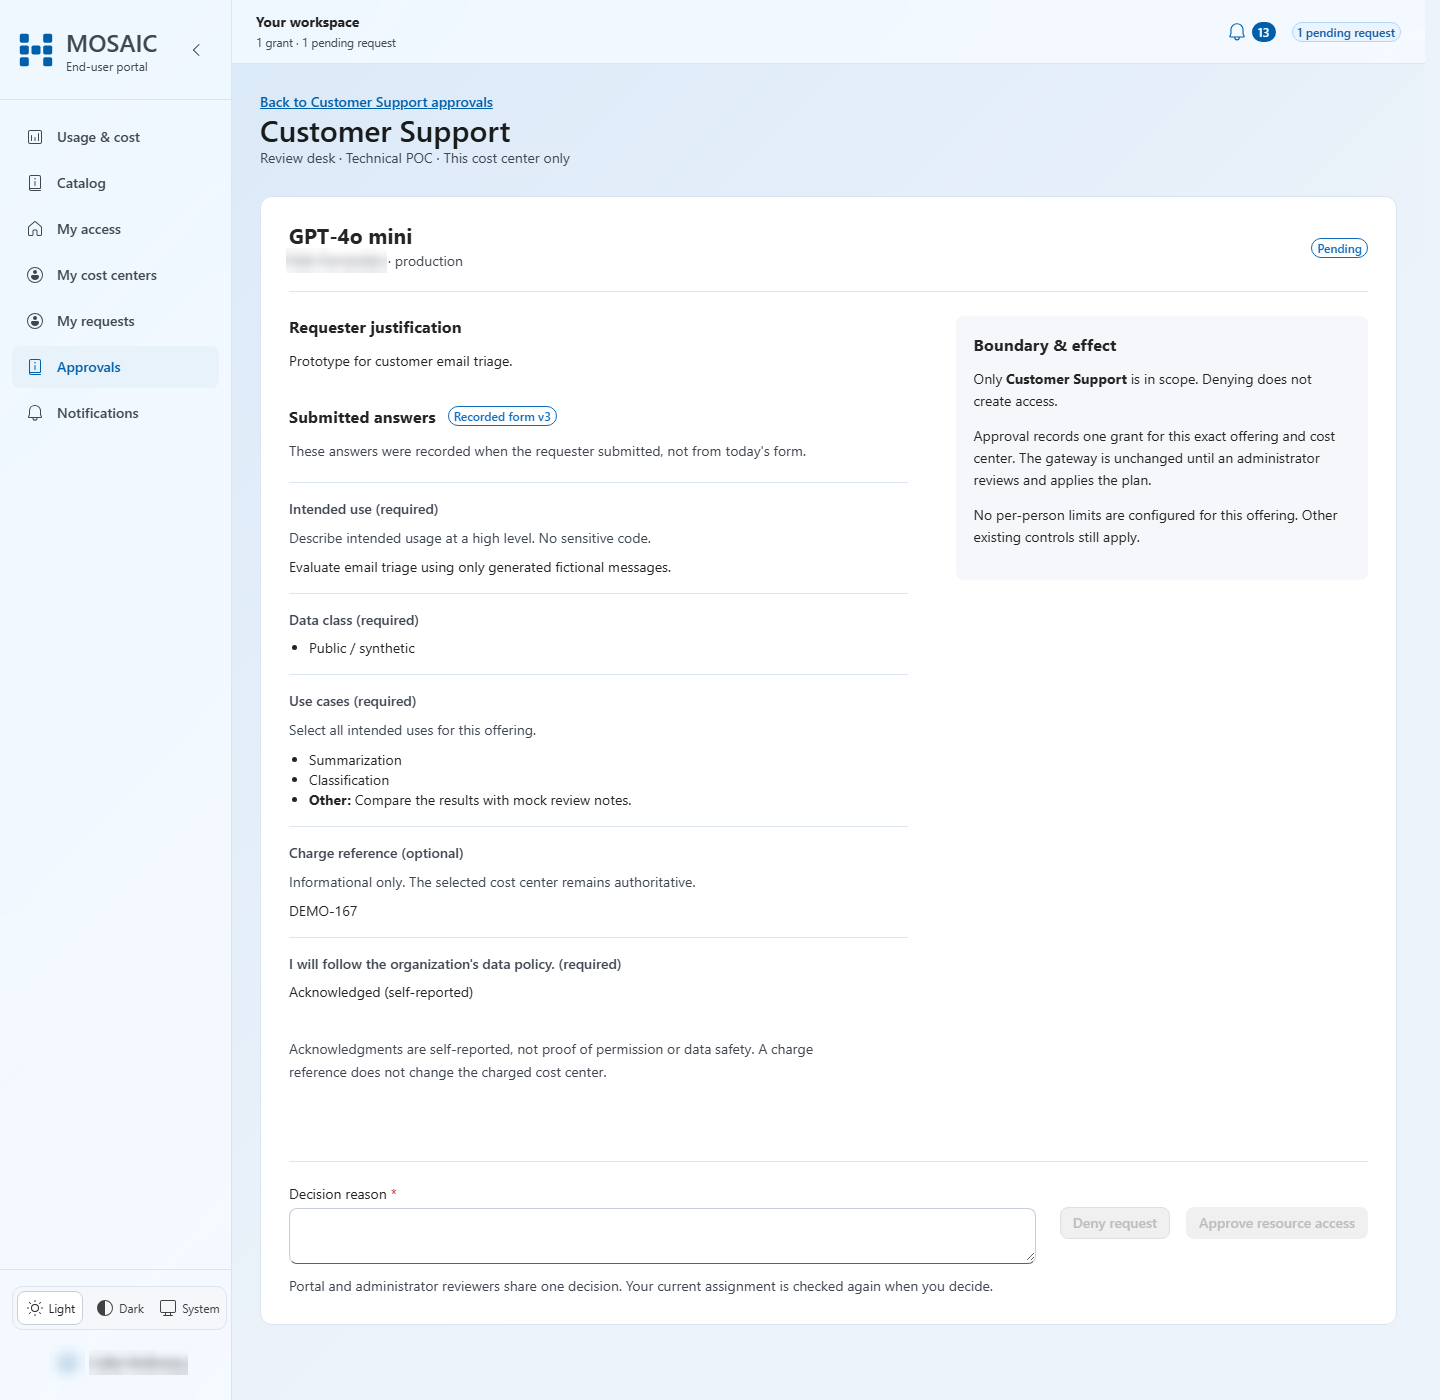 MOSAIC
End-user portal
Usage & cost
Catalog
My access
My cost centers
My requests
Approvals
Notifications
Light
Dark
System
Your workspace
1 grant · 1 pending request
13
1 pending request
Back to Customer Support approvals
Customer Support
Review desk · Technical POC · This cost center only
GPT-4o mini
· production
Pending
Requester justification
Prototype for customer email triage.
Submitted answers
Recorded form v3
These answers were recorded when the requester submitted, not from today's form.
Intended use (required)
Describe intended usage at a high level. No sensitive code.
Evaluate email triage using only generated fictional messages.
Data class (required)
• Public / synthetic
Use cases (required)
Select all intended uses for this offering.
• Summarization
• Classification
• Other: Compare the results with mock review notes.
Charge reference (optional)
Informational only. The selected cost center remains authoritative.
DEMO-167
I will follow the organization's data policy. (required)
Acknowledged (self-reported)
Acknowledgments are self-reported, not proof of permission or data safety. A charge
reference does not change the charged cost center.
Boundary & effect
Only Customer Support is in scope. Denying does not
create access.
Approval records one grant for this exact offering and cost
center. The gateway is unchanged until an administrator
reviews and applies the plan.
No per-person limits are configured for this offering. Other
existing controls still apply.
Decision reason *
Deny request
Approve resource access
Portal and administrator reviewers share one decision. Your current assignment is checked again when you decide.